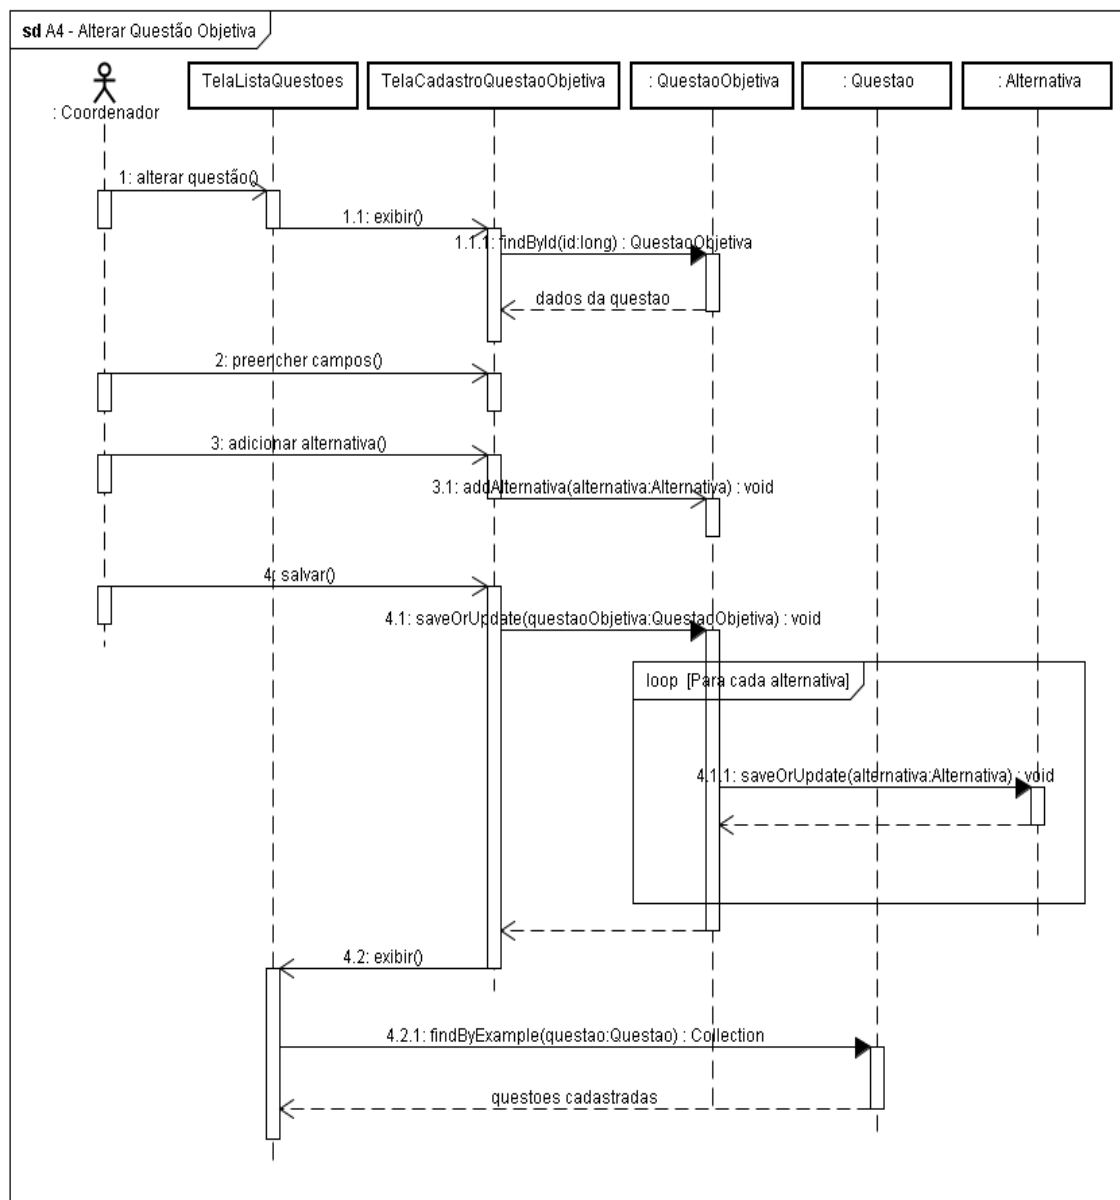 sd A4 - Alterar Questão Objetiva
: Coordenador
TelaListaQuestoes
TelaCadastroQuestaoObjetiva
: QuestaoObjetiva
: Questao
: Alternativa
1: alterar questão()
1.1: exibir()
1.1.1: findById(id:long) : QuestaoObjetiva
dados da questao
2: preencher campos()
3: adicionar alternativa()
3.1: addAlternativa(alternativa:Alternativa) : void
4: salvar()
4.1: saveOrUpdate(questaoObjetiva:QuestaoObjetiva) : void
loop [Para cada alternativa]
4.1.1: saveOrUpdate(alternativa:Alternativa) : void
4.2: exibir()
4.2.1: findByExample(questao:Questao) : Collection
questoes cadastradas